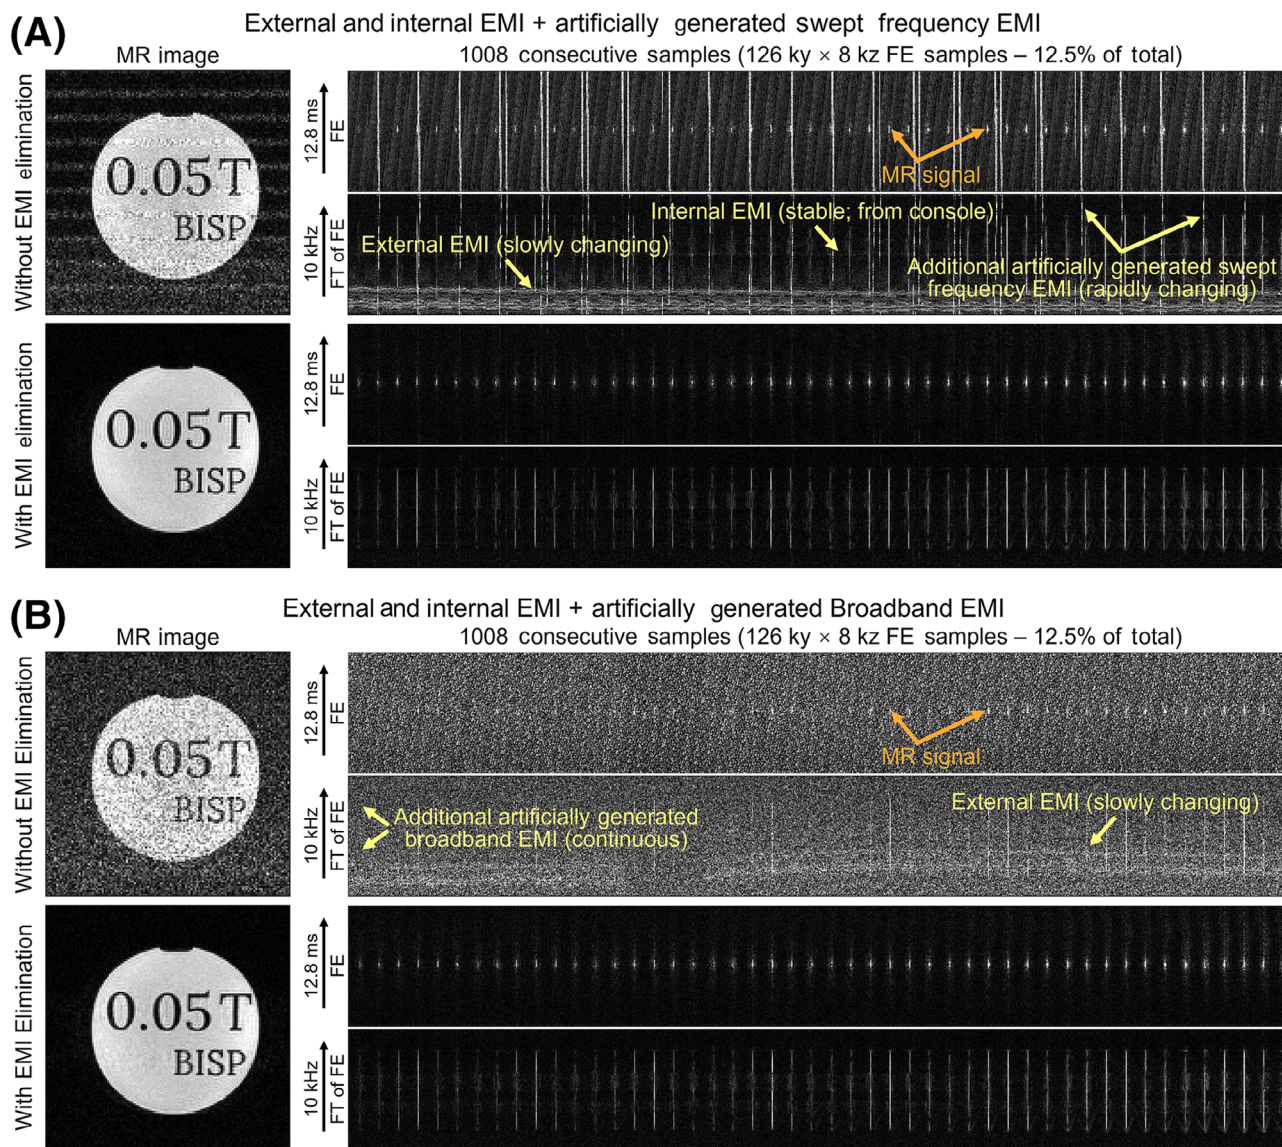 (A)
External and internal EMI + artificially generated swept frequency EMI
MR image
1008 consecutive samples (126 ky × 8 kz FE samples – 12.5% of total)
Without EMI elimination
0.05T
BISP
12.8 ms
FE
MR signal
10 kHz
FT of FE
Internal EMI (stable; from console)
External EMI (slowly changing)
Additional artificially generated swept
frequency EMI (rapidly changing)
With EMI elimination
0.05T
BISP
12.8 ms
FE
10 kHz
FT of FE
(B)
External and internal EMI + artificially generated Broadband EMI
MR image
1008 consecutive samples (126 ky × 8 kz FE samples – 12.5% of total)
Without EMI Elimination
0.05T
BISP
12.8 ms
FE
MR signal
10 kHz
FT of FE
Additional artificially generated
broadband EMI (continuous)
External EMI (slowly changing)
With EMI Elimination
0.05T
BISP
12.8 ms
FE
10 kHz
FT of FE